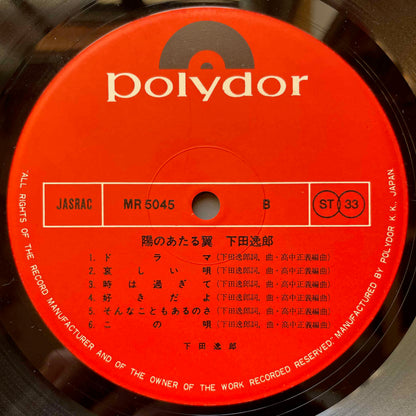 polydor
JASRAC MR 5045 B ST 33
陽のあたる翼 下田逸郎
1. ドラマ (下田逸郎詞、曲・高中正義編曲)
2. 哀しい唄 (下田逸郎詞、曲・高中正義編曲)
3. 時は過ぎて (下田逸郎詞、曲・高中正義編曲)
4. 好きだよ (下田逸郎詞、曲・高中正義編曲)
5. そんなこともあるのさ (下田逸郎詞、曲・高中正義編曲)
6. この唄 (下田逸郎詞、曲・高中正義編曲)
下田逸郎
"ALL RIGHTS OF THE RECORD MANUFACTURER AND OF THE OWNER OF THE WORK RECORDED RESERVED" MANUFACTURED BY POLYDOR K.K., JAPAN